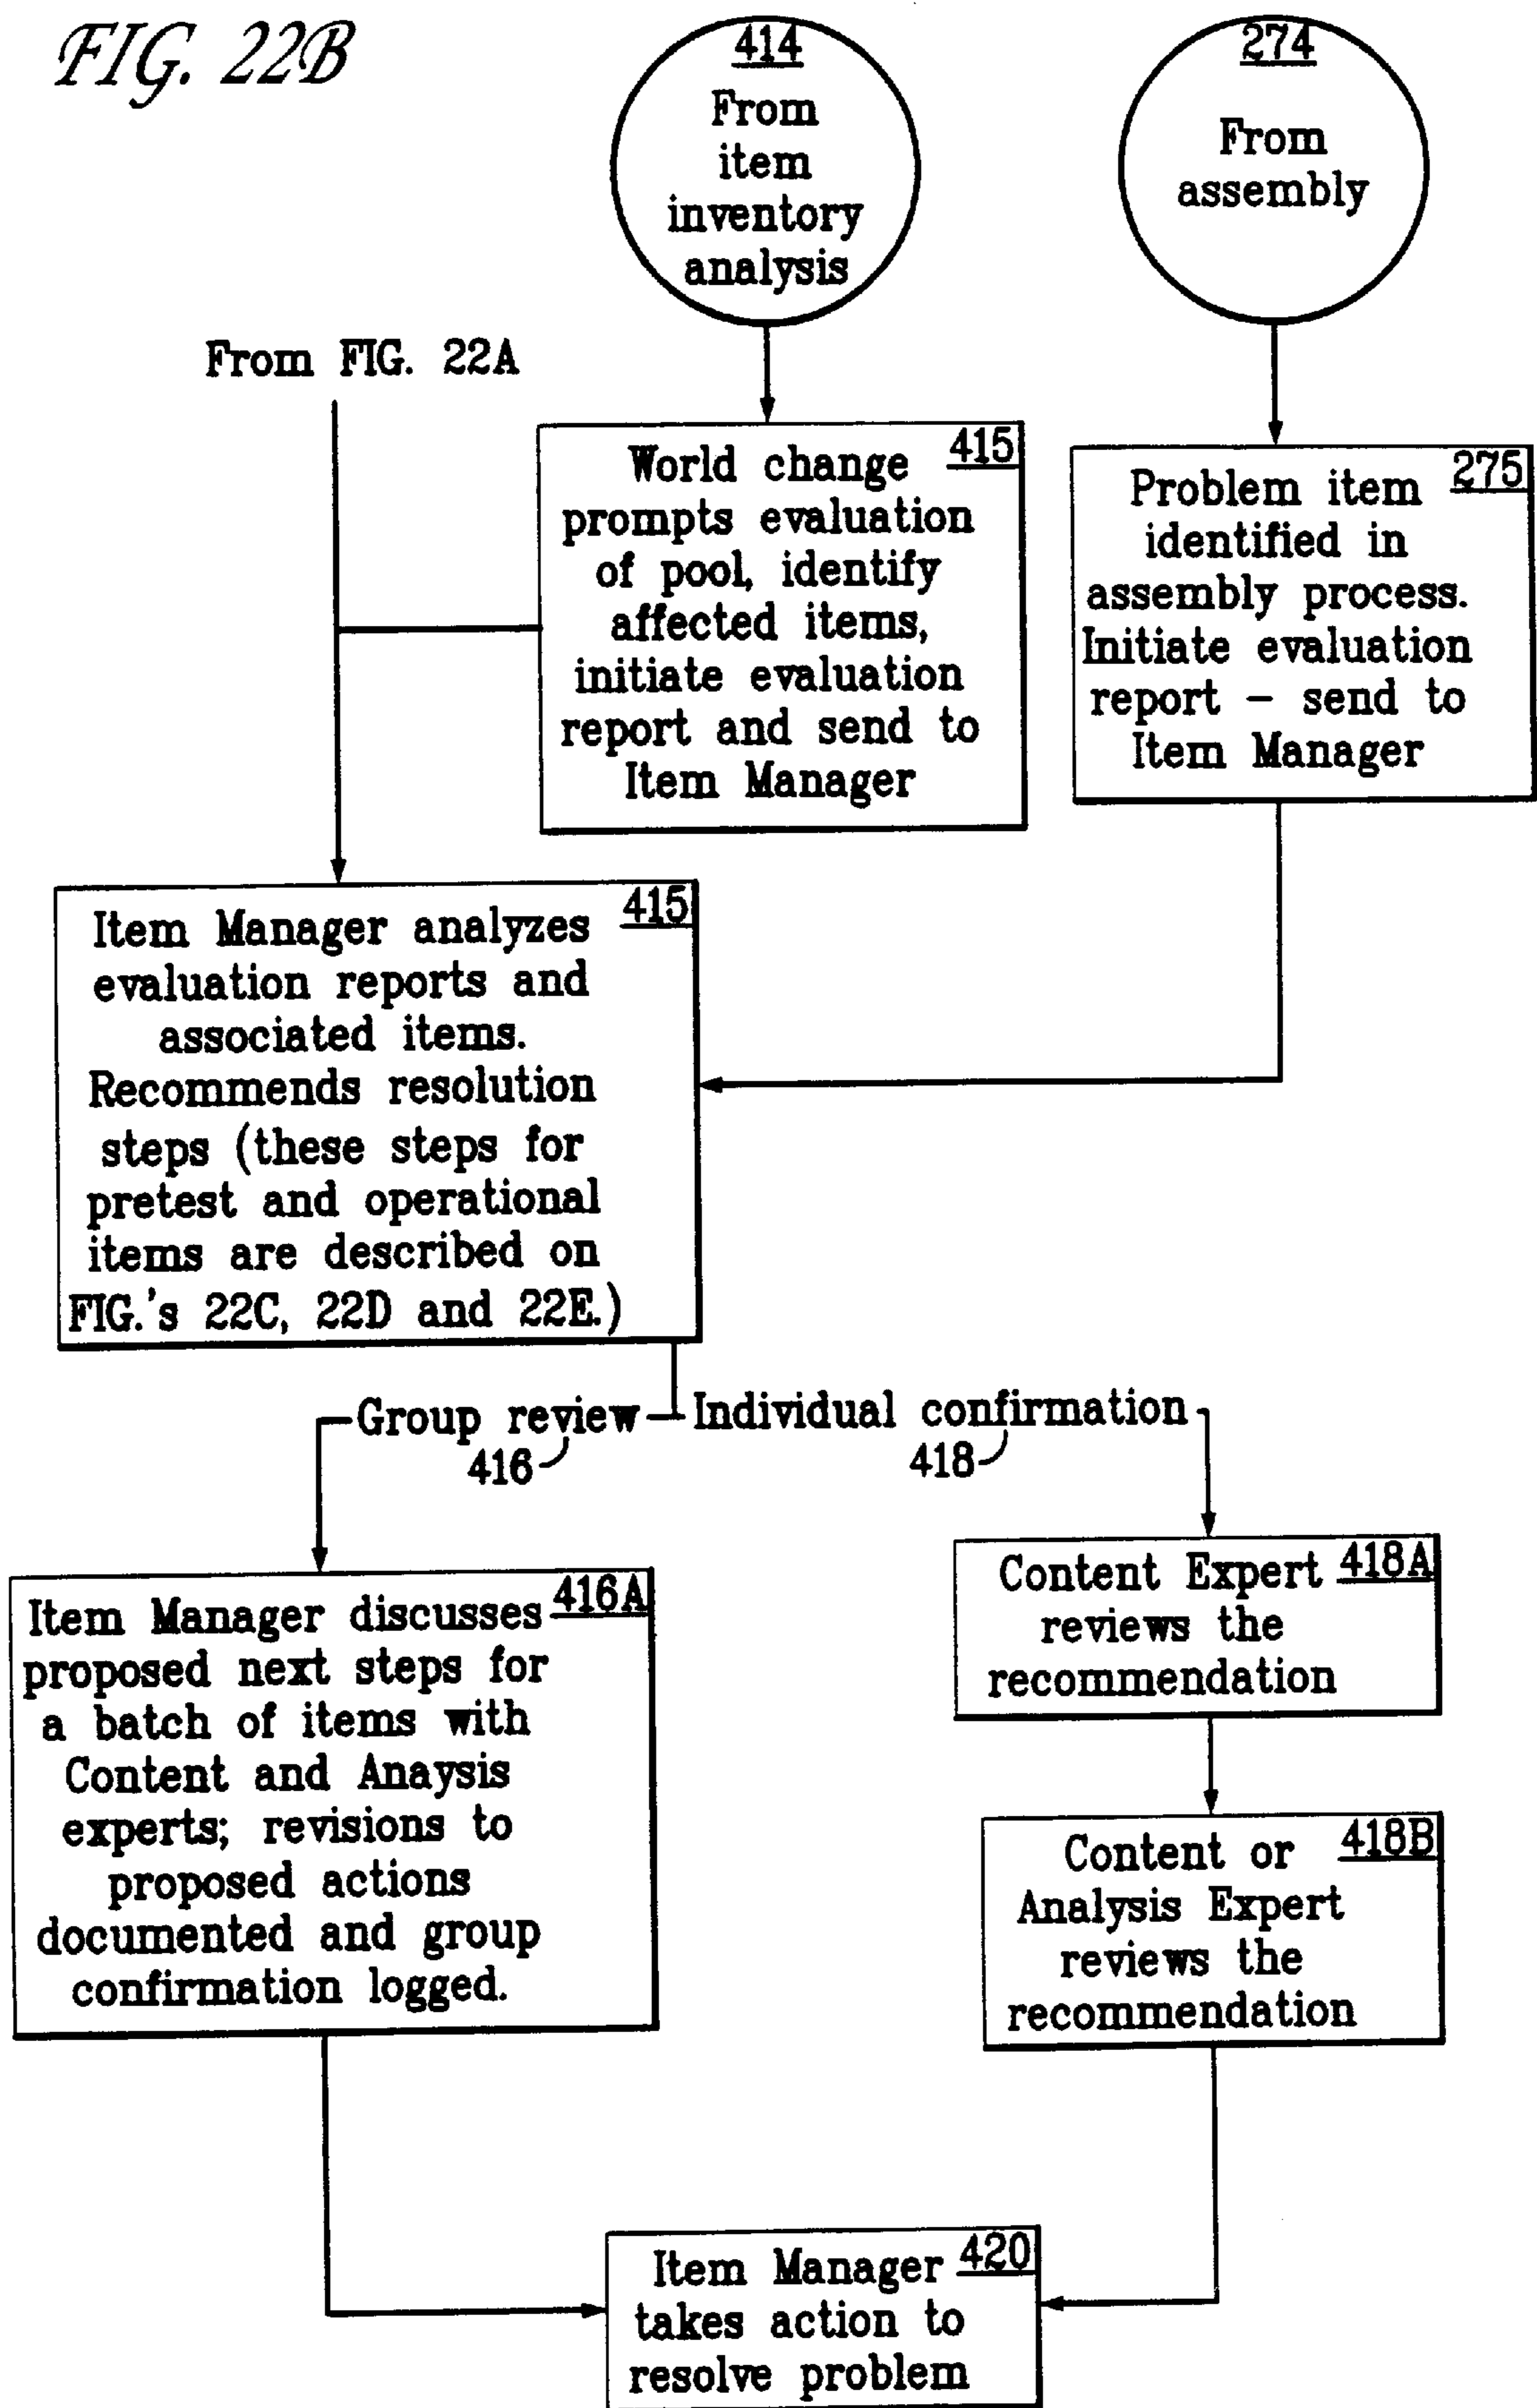 FIG. 22B
414
From
item
inventory
analysis
274
From
assembly
From FIG. 22A
World change 415
prompts evaluation
of pool, identify
affected items,
initiate evaluation
report and send to
Item Manager
Problem item 275
identified in
assembly process.
Initiate evaluation
report - send to
Item Manager
Item Manager analyzes 415
evaluation reports and
associated items.
Recommends resolution
steps (these steps for
pretest and operational
items are described on
FIG.'s 22C, 22D and 22E.)
Group review
416
Individual confirmation
418
Item Manager discusses 416A
proposed next steps for
a batch of items with
Content and Anaysis
experts; revisions to
proposed actions
documented and group
confirmation logged.
Content Expert 418A
reviews the
recommendation
Content or 418B
Analysis Expert
reviews the
recommendation
Item Manager 420
takes action to
resolve problem